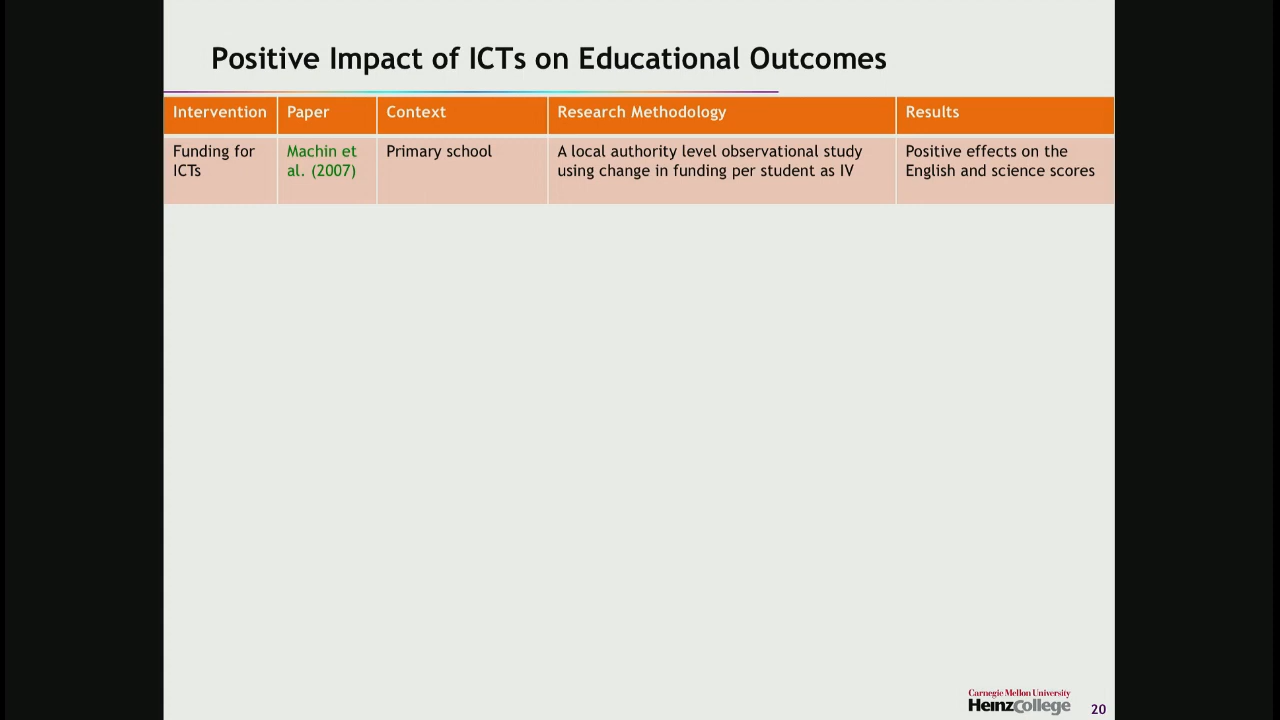 Positive Impact of ICTs on Educational Outcomes
Intervention Paper Context Research Methodology Results
Funding for ICTs
Machin et al. (2007)
Primary school
A local authority level observational study
using change in funding per student as IV
Positive effects on the
English and science scores
Carnegie Mellon University
HeinzCollege
20